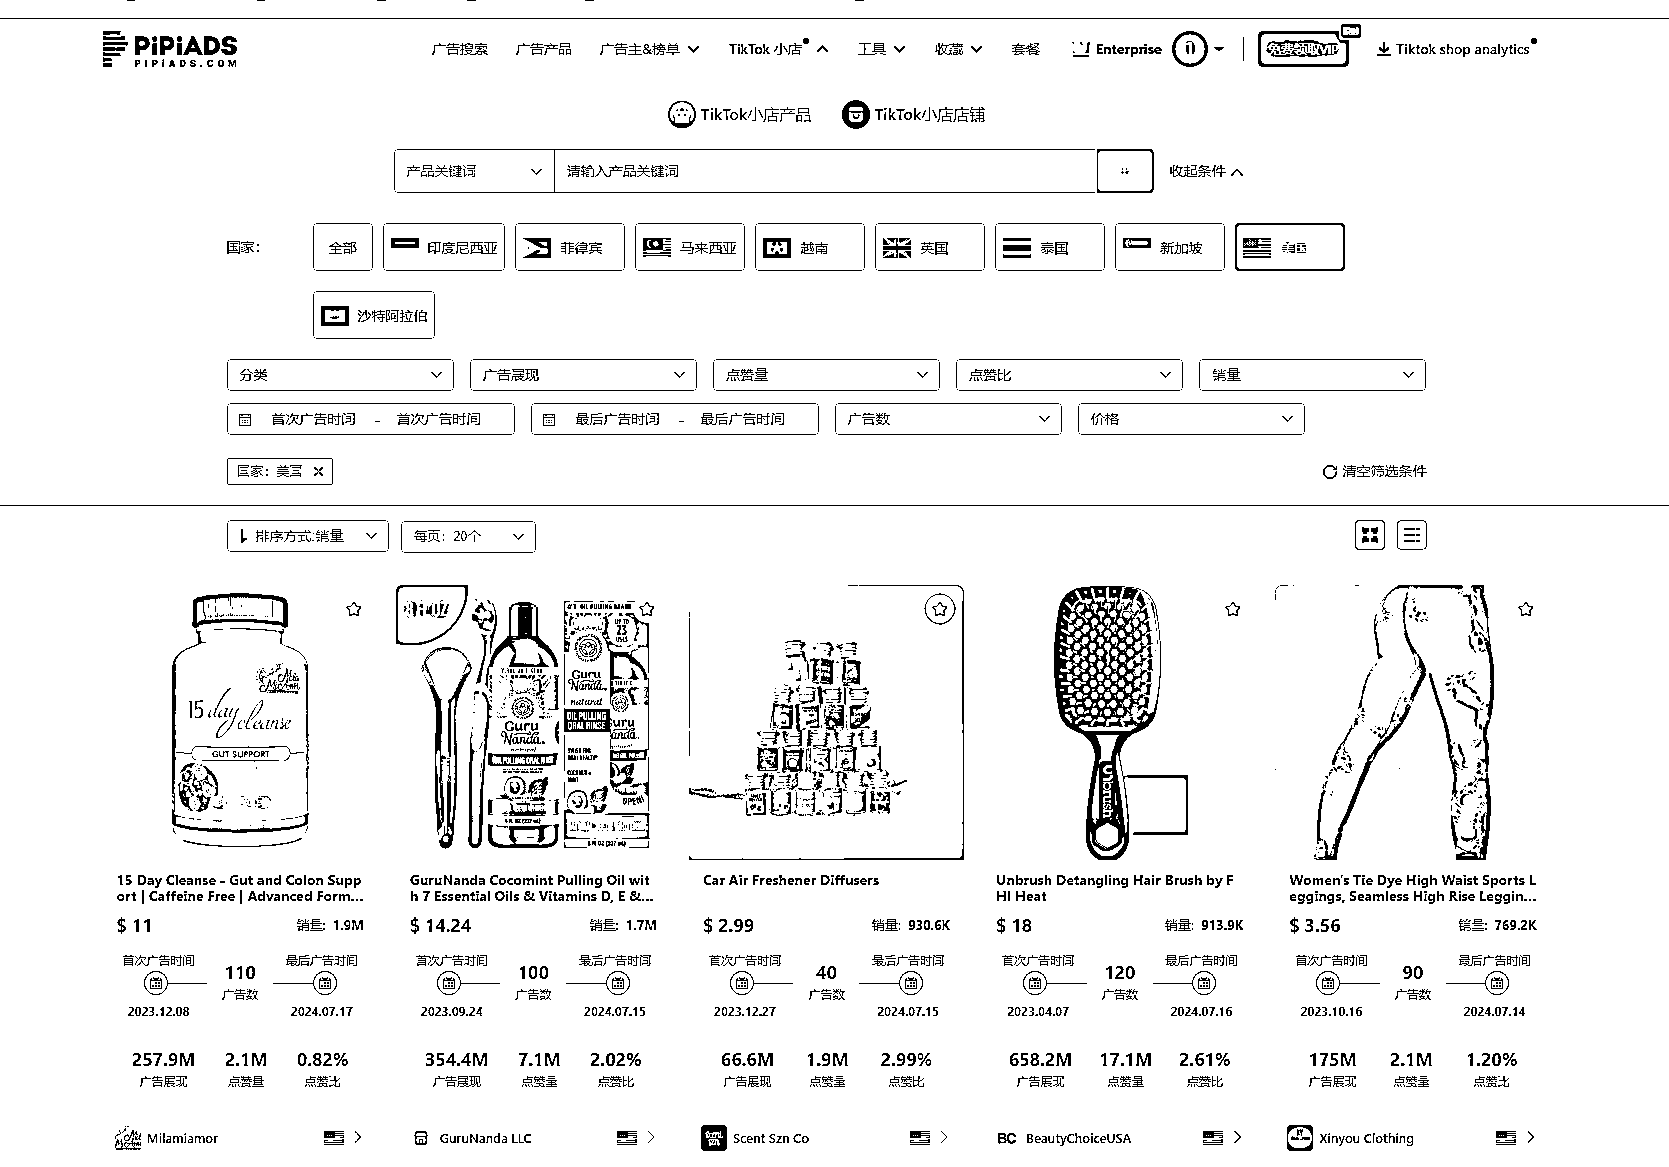 PiPiADS
PIPIADS.COM
广告搜索 广告产品 广告主&榜单 TikTok 小店 工具 收藏 套餐 Enterprise 免费领取VIP Tiktok shop analytics
TikTok小店产品 TikTok小店店铺
产品关键词 请输入产品关键词 收起条件
国家: 全部 印度尼西亚 菲律宾 马来西亚 越南 英国 泰国 新加坡 美国
沙特阿拉伯
分类 广告展现 点赞量 点赞比 销量
首次广告时间 - 首次广告时间 最后广告时间 - 最后广告时间 广告数 价格
国家: 美国 清空筛选条件
排序方式:销量 每页: 20个
15 day cleanse
GUT SUPPORT
Guru Nanda
natural
OIL PULLING
ORAL RINSE
Guru Nanda
15 Day Cleanse - Gut and Colon Supp
ort | Caffeine Free | Advanced Form...
$ 11 销量: 1.9M
首次广告时间 110 最后广告时间
广告数
2023.12.08 2024.07.17
257.9M 2.1M 0.82%
广告展现 点赞量 点赞比
Milamiamor
GuruNanda Cocomint Pulling Oil wit
h 7 Essential Oils & Vitamins D, E &...
$ 14.24 销量: 1.7M
首次广告时间 100 最后广告时间
广告数
2023.09.24 2024.07.15
354.4M 7.1M 2.02%
广告展现 点赞量 点赞比
GuruNanda LLC
Car Air Freshener Diffusers
$ 2.99 销量: 930.6K
首次广告时间 40 最后广告时间
广告数
2023.12.27 2024.07.15
66.6M 1.9M 2.99%
广告展现 点赞量 点赞比
Scent Szn Co
Unbrush Detangling Hair Brush by F
HI Heat
$ 18 销量: 913.9K
首次广告时间 120 最后广告时间
广告数
2023.04.07 2024.07.16
658.2M 17.1M 2.61%
广告展现 点赞量 点赞比
BC BeautyChoiceUSA
Women's Tie Dye High Waist Sports L
eggings, Seamless High Rise Leggin...
$ 3.56 销量: 769.2K
首次广告时间 90 最后广告时间
广告数
2023.10.16 2024.07.14
175M 2.1M 1.20%
广告展现 点赞量 点赞比
Xinyou Clothing